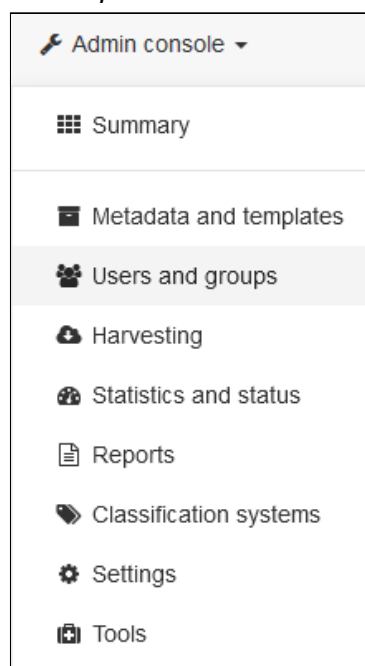 Admin console
Summary
Metadata and templates
Users and groups
Harvesting
Statistics and status
Reports
Classification systems
Settings
Tools